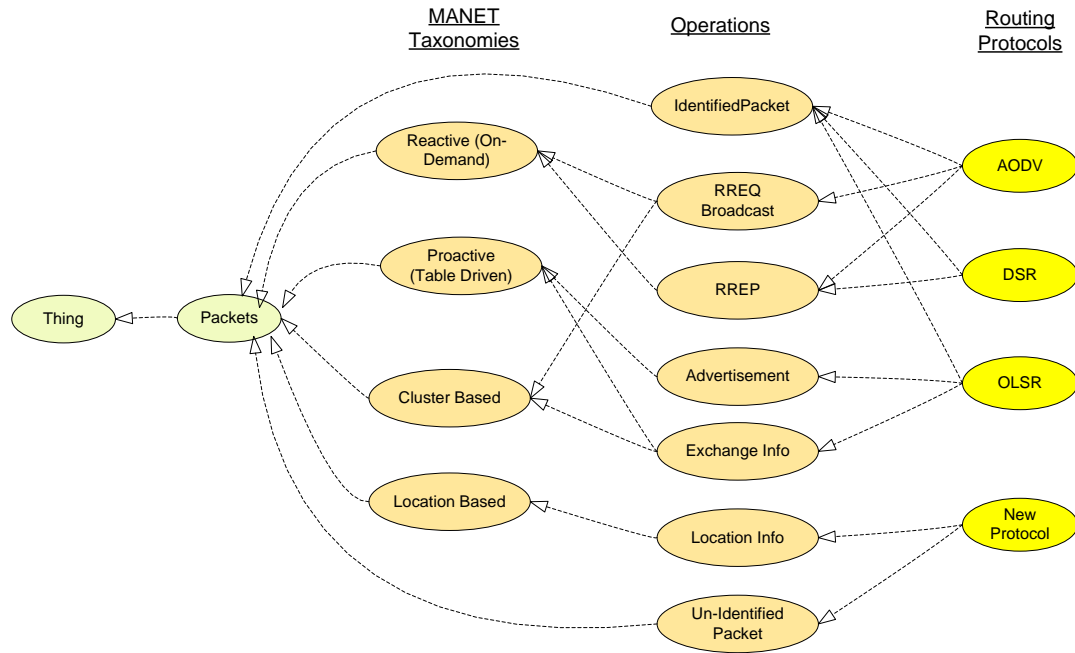 MANET
Taxonomies
Operations
Routing
Protocols
IdentifiedPacket
Reactive (On-
Demand)
AODV
RREQ
Broadcast
Proactive
(Table Driven)
DSR
RREP
Thing
Packets
Advertisement
OLSR
Cluster Based
Exchange Info
Location Based
New
Protocol
Location Info
Un-Identified
Packet